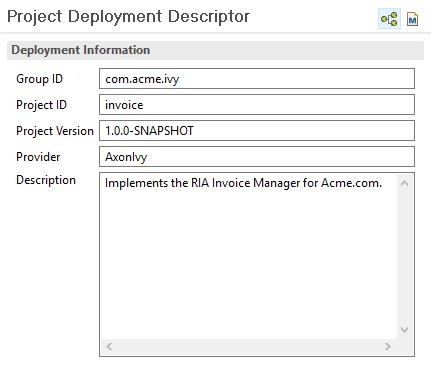 Project Deployment Descriptor
M
Deployment Information
Group ID com.acme.ivy
Project ID invoice
Project Version 1.0.0-SNAPSHOT
Provider AxonIvy
Description Implements the RIA Invoice Manager for Acme.com.